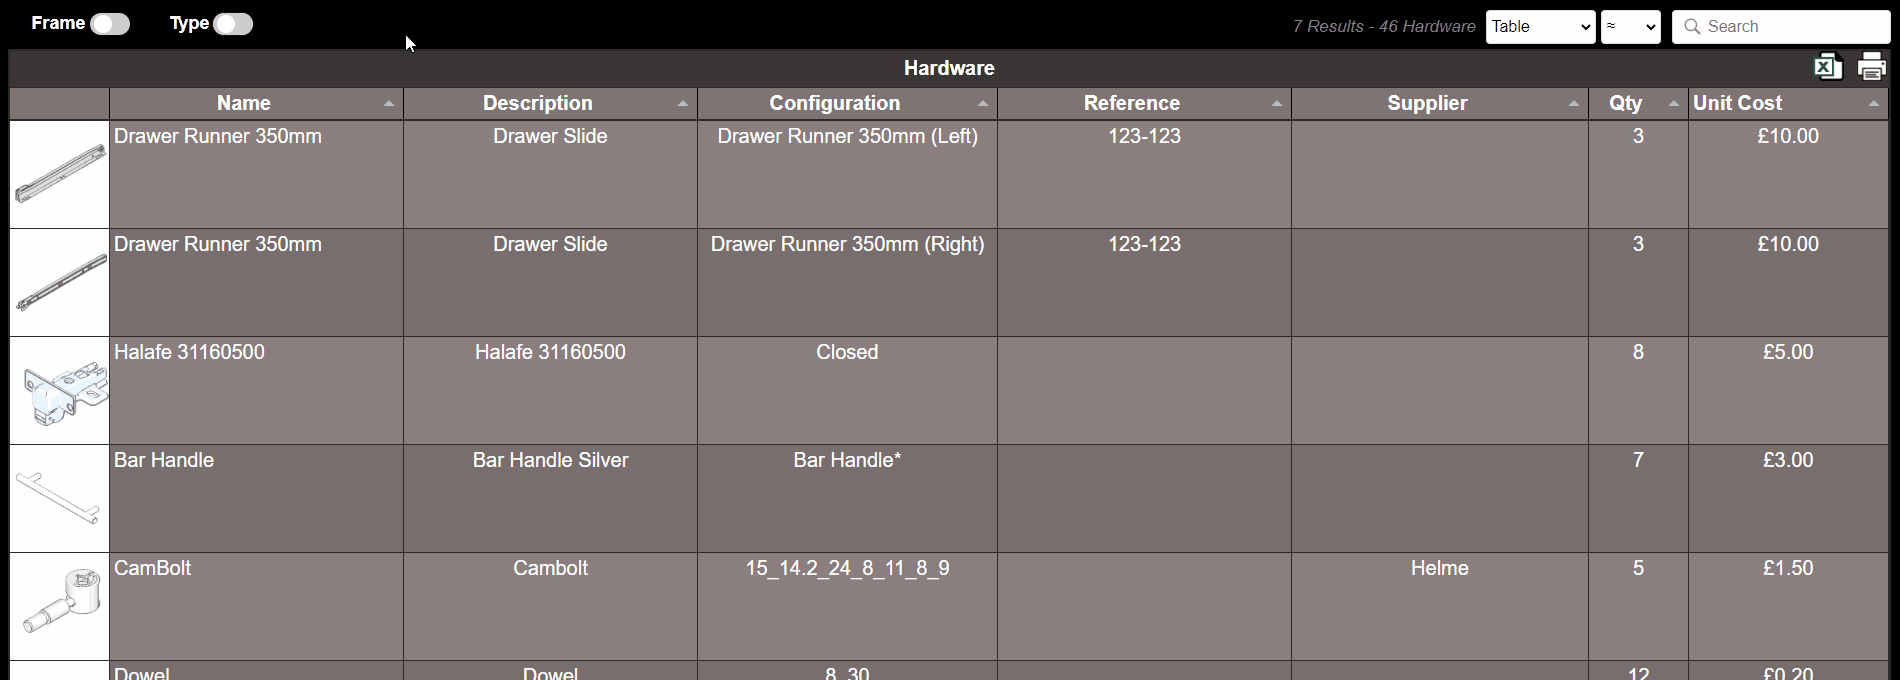 Frame Type 7 Results - 46 Hardware Table ≈ Search
Hardware
Name Description Configuration Reference Supplier Qty Unit Cost
Drawer Runner 350mm Drawer Slide Drawer Runner 350mm (Left) 123-123 3 £10.00
Drawer Runner 350mm Drawer Slide Drawer Runner 350mm (Right) 123-123 3 £10.00
Halafe 31160500 Halafe 31160500 Closed 8 £5.00
Bar Handle Bar Handle Silver Bar Handle* 7 £3.00
CamBolt Cambolt 15_14.2_24_8_11_8_9 Helme 5 £1.50
Dowel Dowel 8_30 12 £0.20